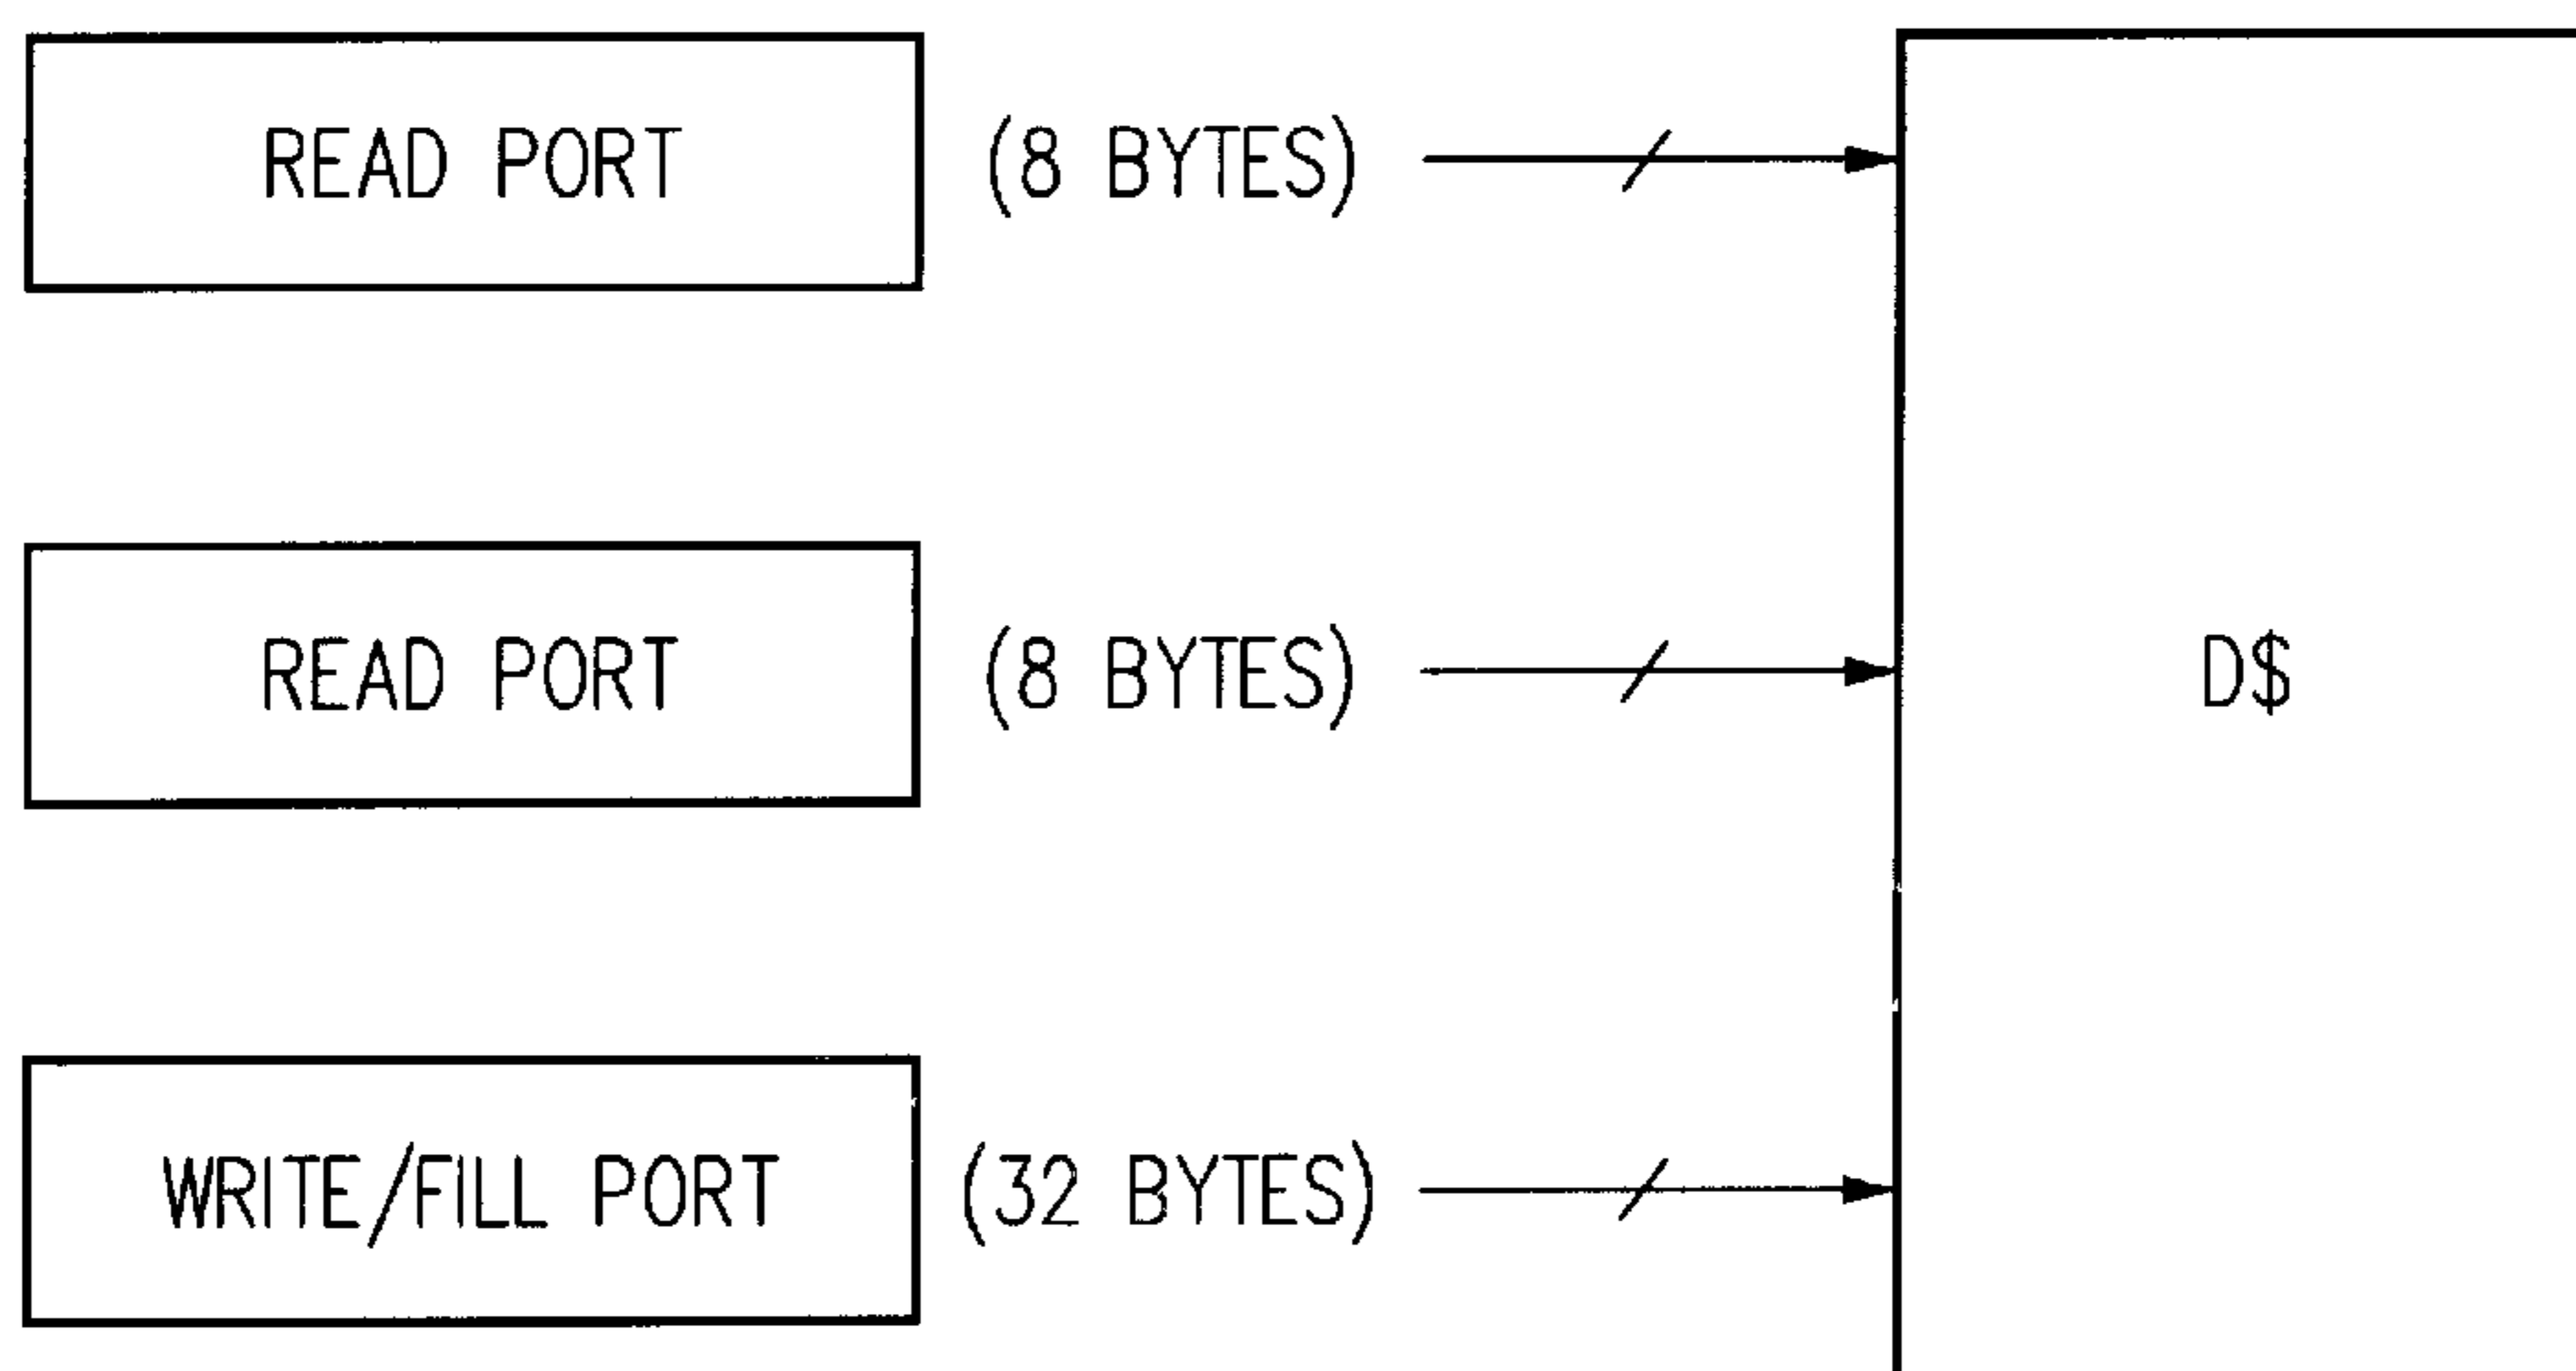 READ PORT (8 BYTES)
READ PORT (8 BYTES)
D$
WRITE/FILL PORT (32 BYTES)